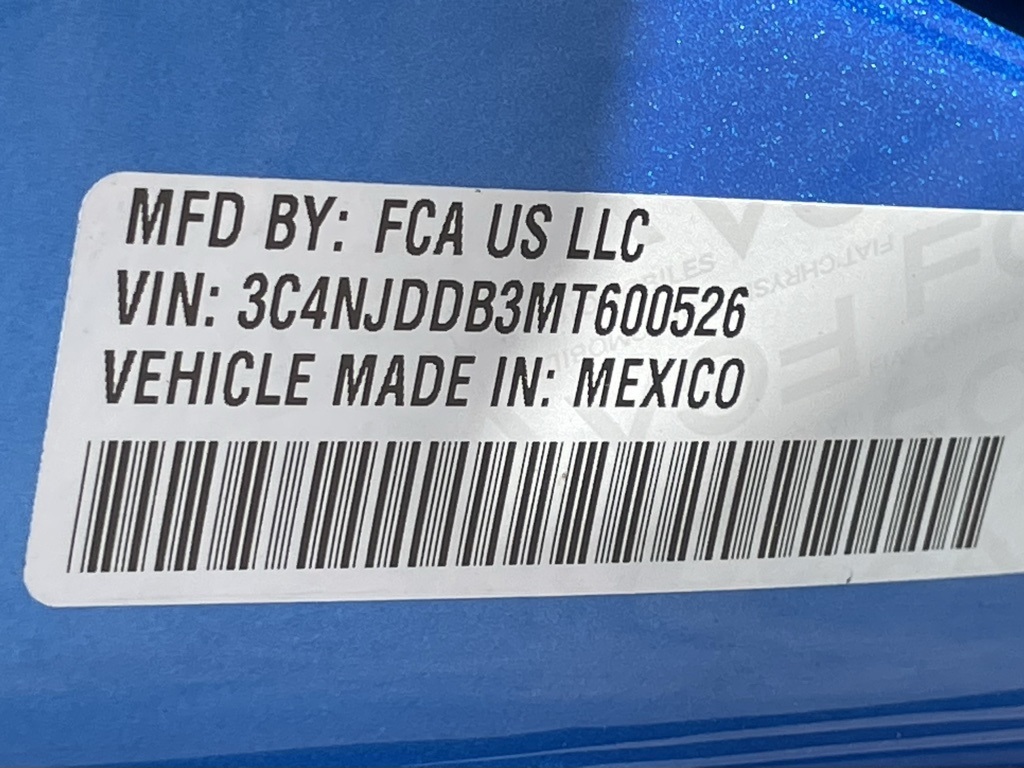 MFD BY: FCA US LLC
VIN: 3C4NJDDB3MT600526
VEHICLE MADE IN: MEXICO